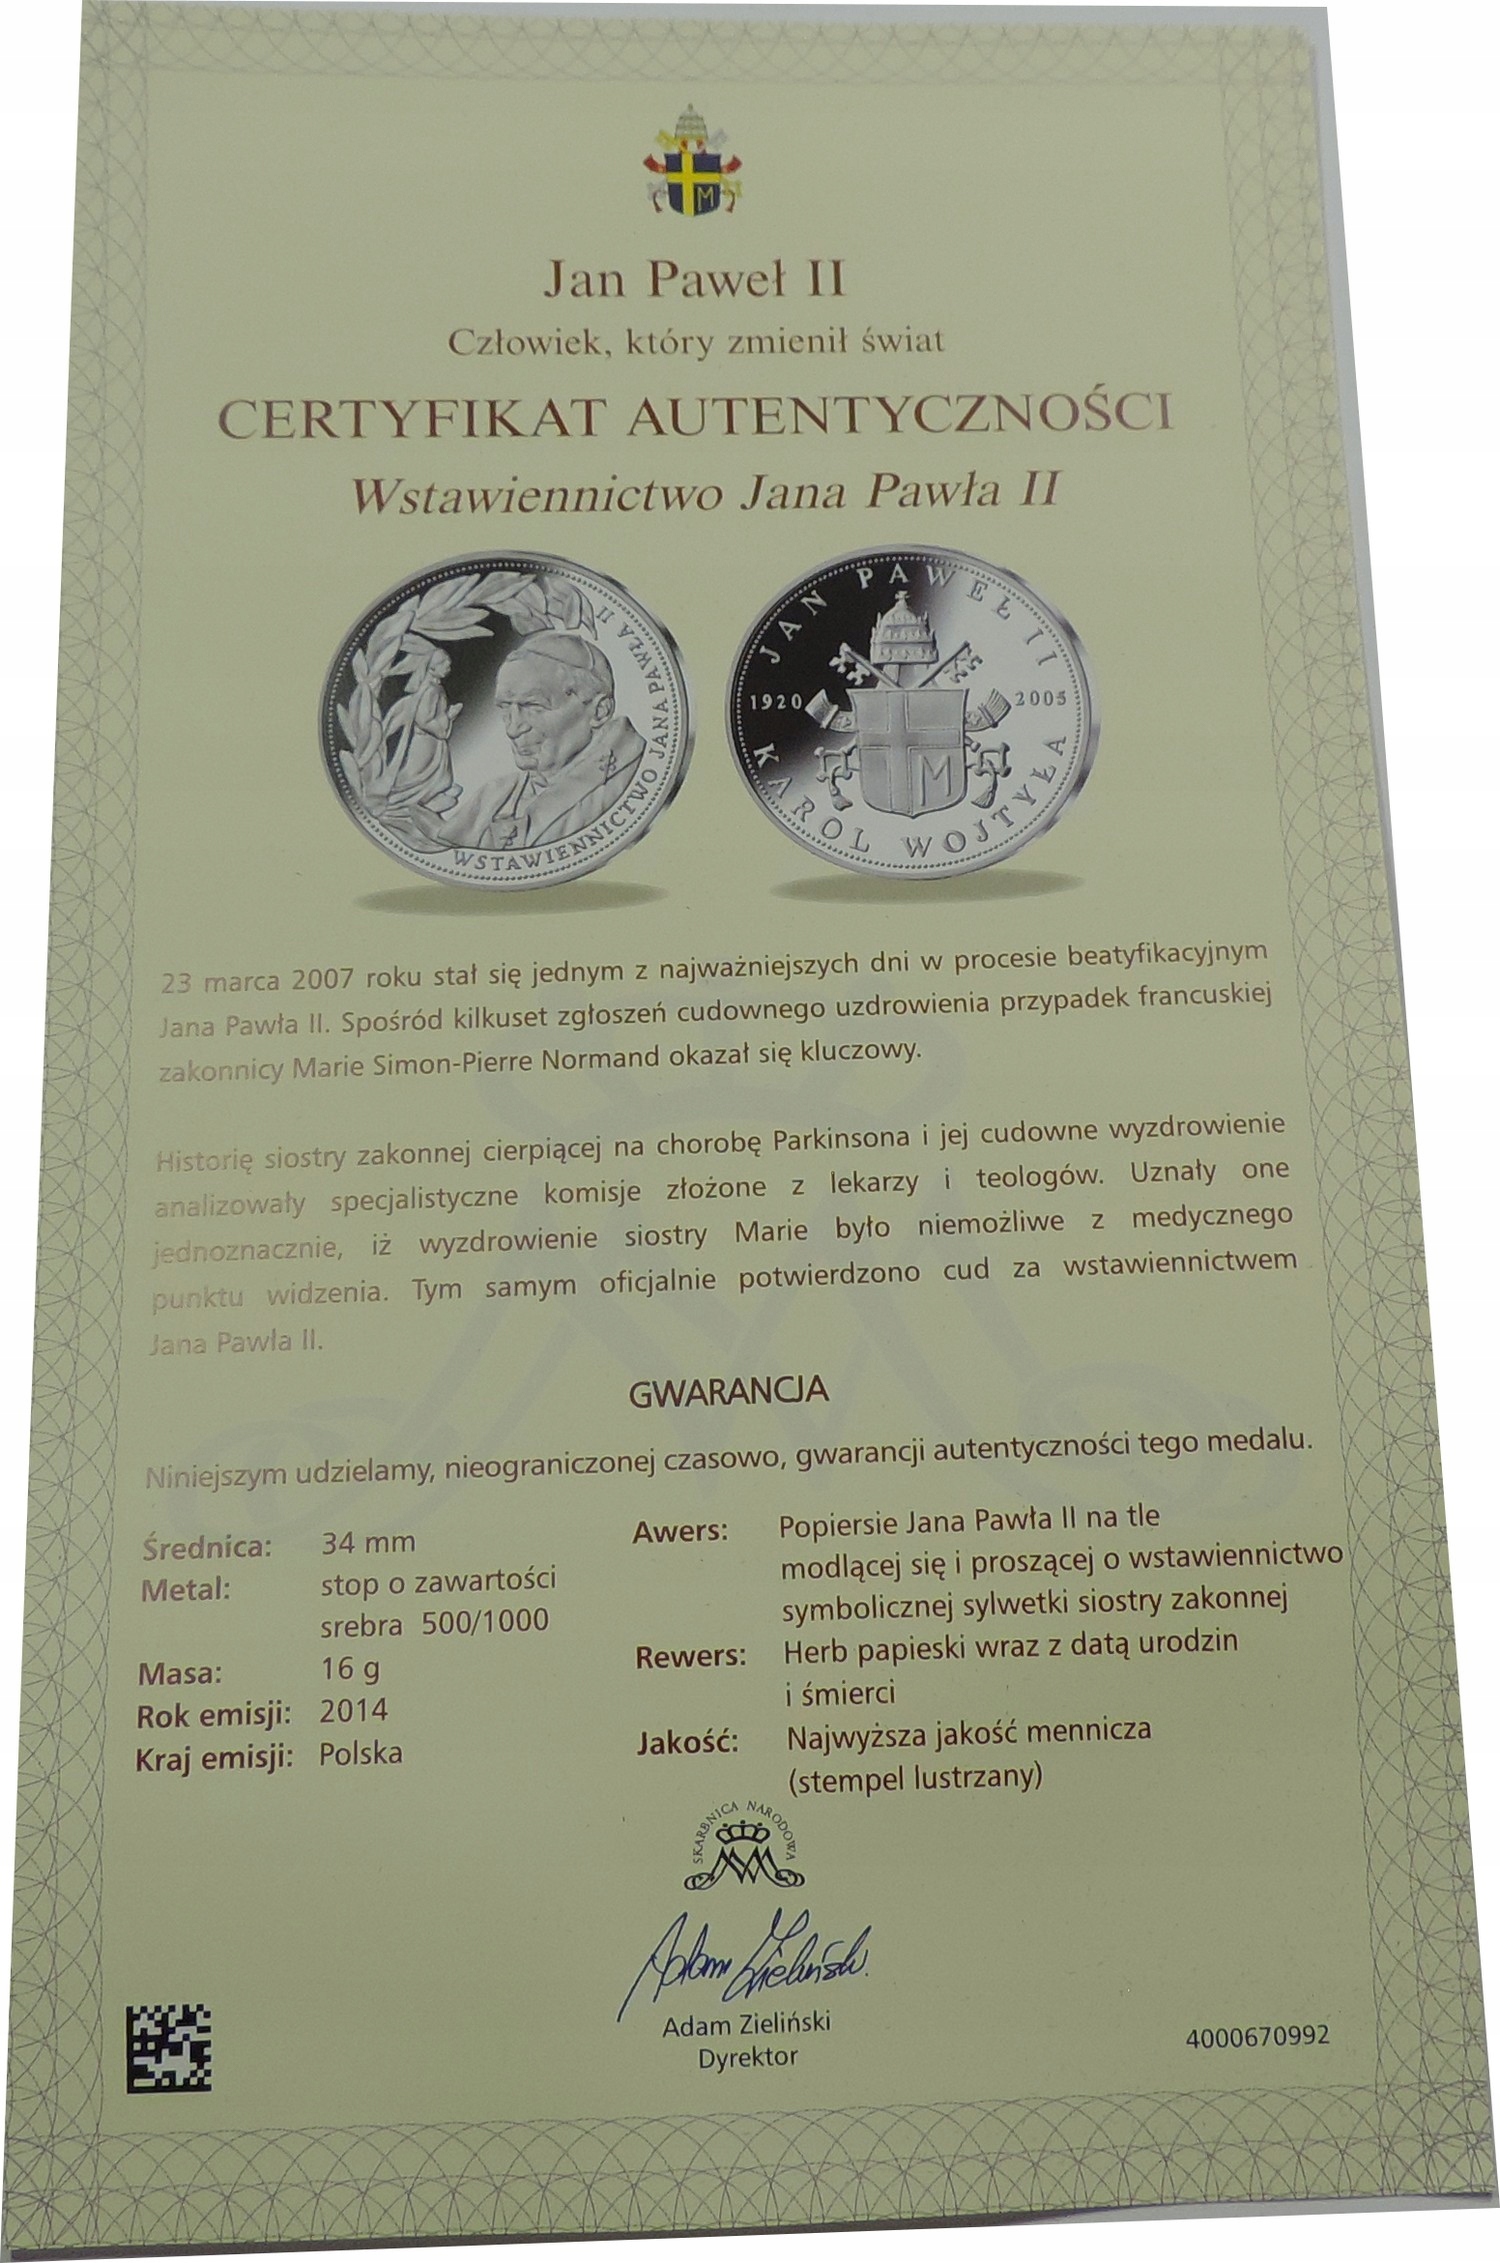 Jan Paweł II
Człowiek, który zmienił świat
CERTYFIKAT AUTENTYCZNOŚCI
Wstawiennictwo Jana Pawła II
WSTAWIENNICTWO JANA PAWŁA II
JAN PAWEŁ II
1920 2005
KAROL WOJTYŁA
M
23 marca 2007 roku stał się jednym z najważniejszych dni w procesie beatyfikacyjnym
Jana Pawła II. Spośród kilkuset zgłoszeń cudownego uzdrowienia przypadek francuskiej
zakonnicy Marie Simon-Pierre Normand okazał się kluczowy.
Historię siostry zakonnej cierpiącej na chorobę Parkinsona i jej cudowne wyzdrowienie
analizowały specjalistyczne komisje złożone z lekarzy i teologów. Uznały one
jednoznacznie, iż wyzdrowienie siostry Marie było niemożliwe z medycznego
punktu widzenia. Tym samym oficjalnie potwierdzono cud za wstawiennictwem
Jana Pawła II.
GWARANCJA
Niniejszym udzielamy, nieograniczonej czasowo, gwarancji autentyczności tego medalu.
Średnica: 34 mm
Metal: stop o zawartości
srebra 500/1000
Masa: 16 g
Rok emisji: 2014
Kraj emisji: Polska
Awers: Popiersie Jana Pawła II na tle
modlącej się i proszącej o wstawiennictwo
symbolicznej sylwetki siostry zakonnej
Rewers: Herb papieski wraz z datą urodzin
i śmierci
Jakość: Najwyższa jakość mennicza
(stempel lustrzany)
SKARBNICA NARODOWA
Adam Zieliński
Adam Zieliński
Dyrektor
4000670992